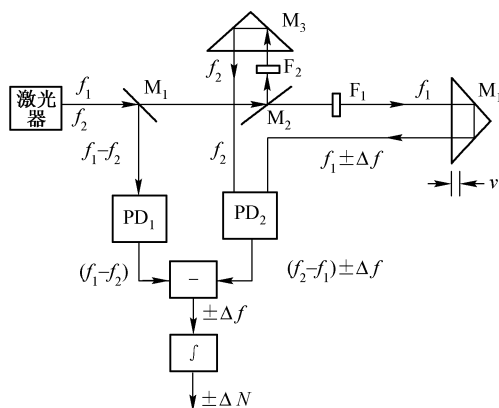 M₃
F₂
f₂
激光器
f₁
f₂
M₁
M₂
F₁
f₁
M₁
f₁−f₂
f₂
f₁±Δf
v
PD₁
PD₂
(f₁−f₂)
−
(f₂−f₁)±Δf
±Δf
∫
±ΔN